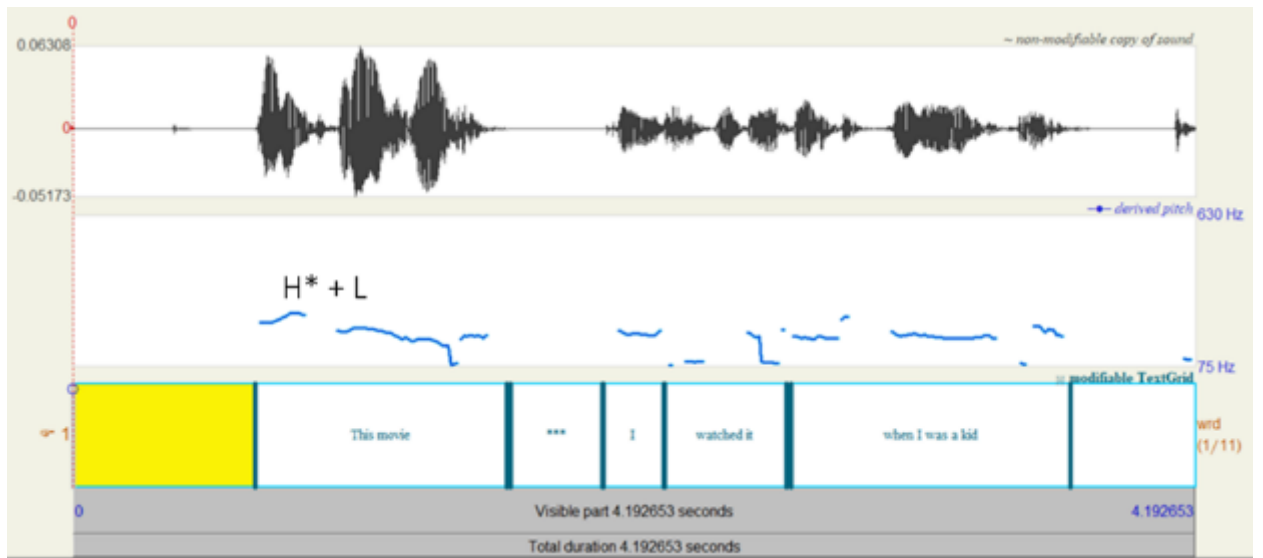 0
0.06308
~ non-modifiable copy of sound
0
-0.05173
derived pitch
630 Hz
H* + L
75 Hz
modifiable TextGrid
1
This movie
***
I
watched it
when I was a kid
wrd
(1/11)
0
Visible part 4.192653 seconds
4.192653
Total duration 4.192653 seconds